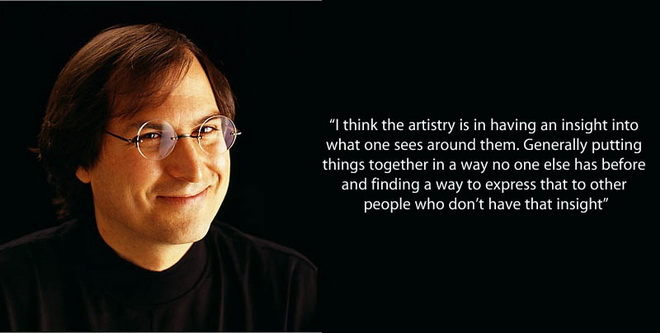 “I think the artistry is in having an insight into
what one sees around them. Generally putting
things together in a way no one else has before
and finding a way to express that to other
people who don’t have that insight”